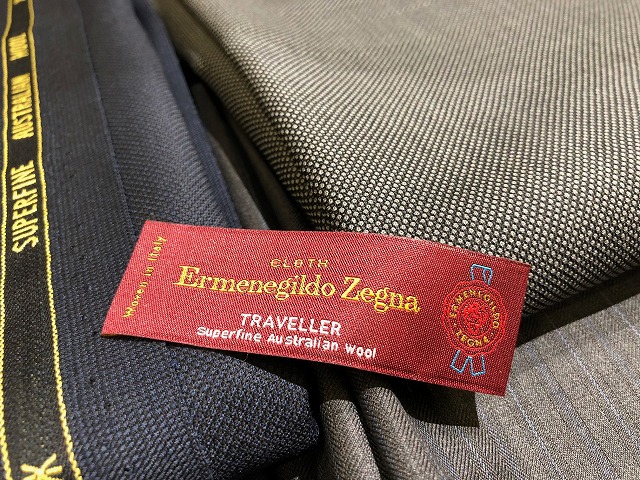 SUPERFINE AUSTRALIAN WOOL
Woven in Italy
CLOTH
Ermenegildo Zegna
TRAVELLER
Superfine Australian Wool
ERMENEGILDO
ZEGNA